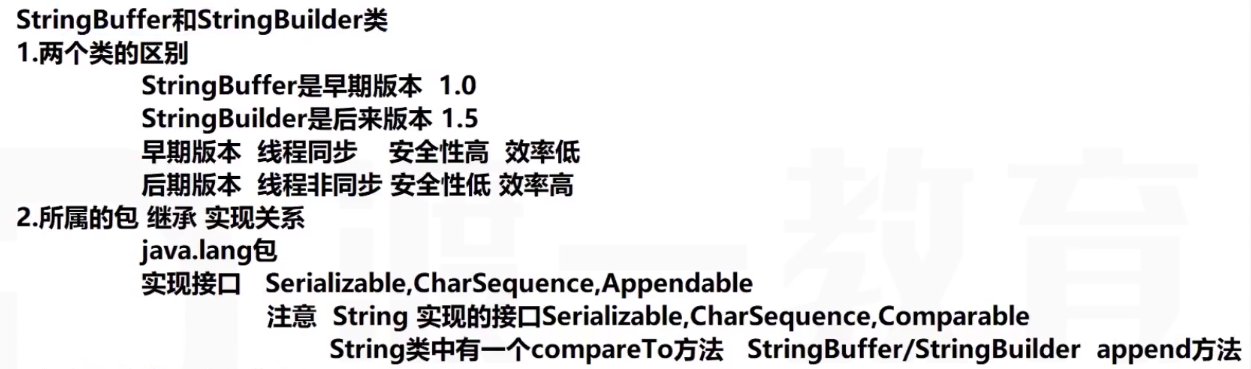 StringBuffer和StringBuilder类
1.两个类的区别
StringBuffer是早期版本 1.0
StringBuilder是后来版本 1.5
早期版本 线程同步 安全性高 效率低
后期版本 线程非同步 安全性低 效率高
2.所属的包 继承 实现关系
java.lang包
实现接口 Serializable,CharSequence,Appendable
注意 String 实现的接口Serializable,CharSequence,Comparable
String类中有一个compareTo方法 StringBuffer/StringBuilder append方法
渡一教育